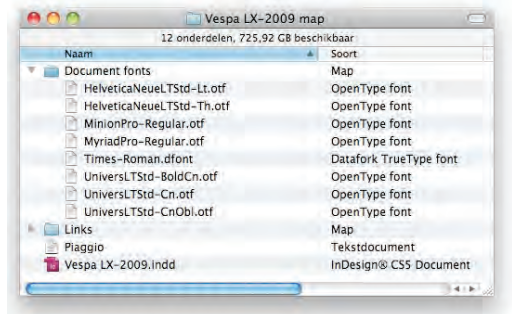 Vespa LX-2009 map
12 onderdelen, 725,92 GB beschikbaar
Naam Soort
Document fonts Map
HelveticaNeueLTStd-Lt.otf OpenType font
HelveticaNeueLTStd-Th.otf OpenType font
MinionPro-Regular.otf OpenType font
MyriadPro-Regular.otf OpenType font
Times-Roman.dfont Datafork TrueType font
UniversLTStd-BoldCn.otf OpenType font
UniversLTStd-Cn.otf OpenType font
UniversLTStd-CnObl.otf OpenType font
Links Map
Piaggio Tekstdocument
Vespa LX-2009.indd InDesign® CS5 Document